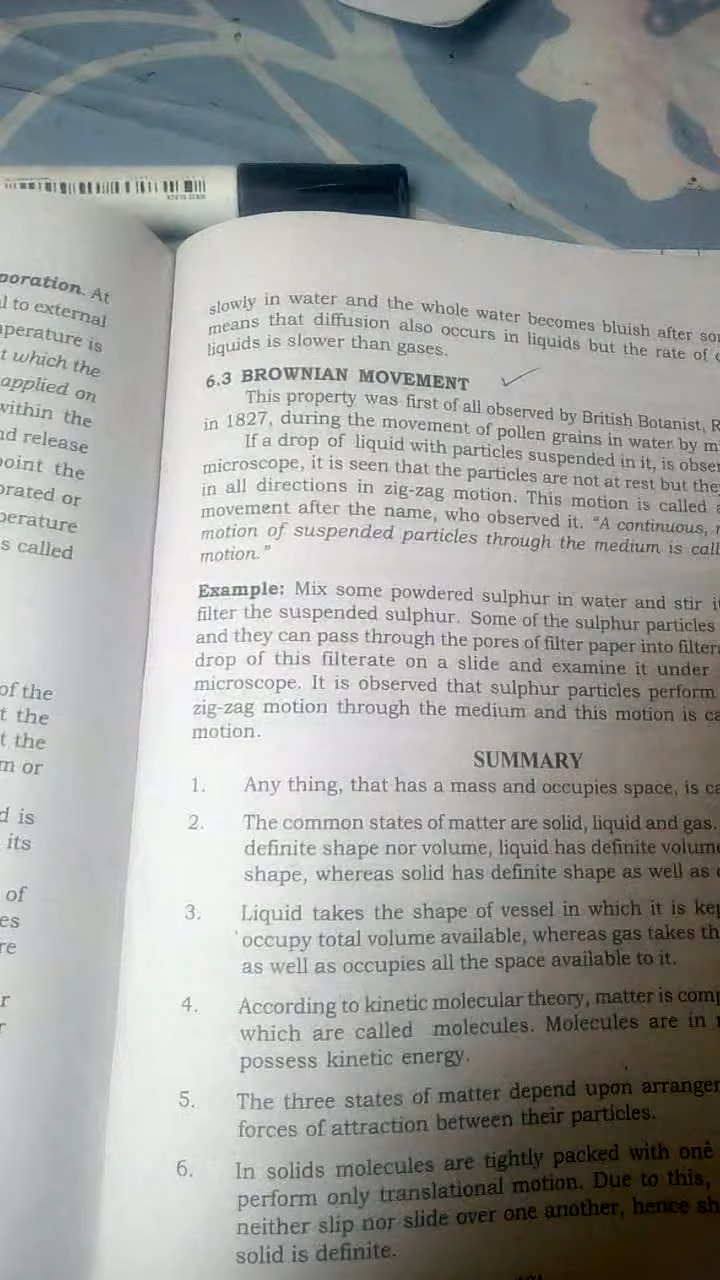 poration. At
l to external
perature is
t which the
applied on
within the
nd release
point the
orated or
perature
s called
of the
t the
t the
m or
d is
its
of
es
re
r
r
slowly in water and the whole water becomes bluish after so
means that diffusion also occurs in liquids but the rate of
liquids is slower than gases.
6.3 BROWNIAN MOVEMENT
This property was first of all observed by British Botanist, R
in 1827, during the movement of pollen grains in water by m
If a drop of liquid with particles suspended in it, is obser
microscope, it is seen that the particles are not at rest but the
in all directions in zig-zag motion. This motion is called
movement after the name, who observed it. "A continuous,
motion of suspended particles through the medium is call
motion."
Example: Mix some powdered sulphur in water and stir i
filter the suspended sulphur. Some of the sulphur particles
and they can pass through the pores of filter paper into filter
drop of this filterate on a slide and examine it under
microscope. It is observed that sulphur particles perform
zig-zag motion through the medium and this motion is ca
motion.
SUMMARY
1. Any thing, that has a mass and occupies space, is ca
2. The common states of matter are solid, liquid and gas.
definite shape nor volume, liquid has definite volume
shape, whereas solid has definite shape as well as
3. Liquid takes the shape of vessel in which it is kep
occupy total volume available, whereas gas takes th
as well as occupies all the space available to it.
4. According to kinetic molecular theory, matter is comp
which are called molecules. Molecules are in
possess kinetic energy.
5. The three states of matter depend upon arranger
forces of attraction between their particles.
6. In solids molecules are tightly packed with one
perform only translational motion. Due to this,
neither slip nor slide over one another, hence sh
solid is definite.